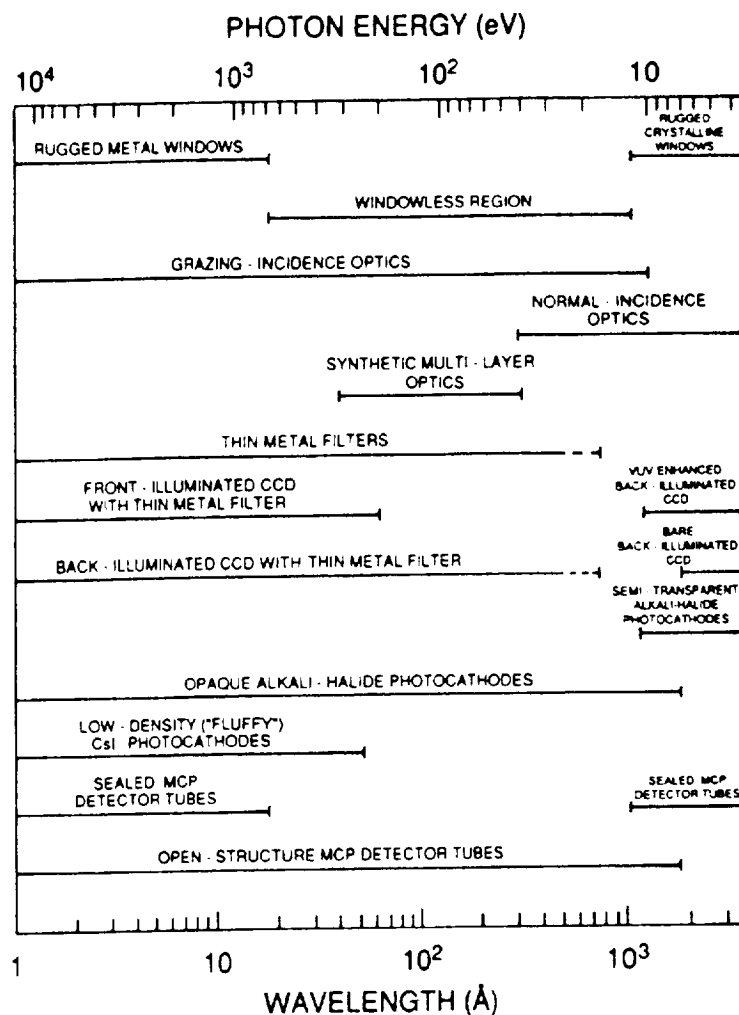 PHOTON ENERGY (eV)
10⁴ 10³ 10² 10
RUGGED METAL WINDOWS
RUGGED
CRYSTALLINE
WINDOWS
WINDOWLESS REGION
GRAZING - INCIDENCE OPTICS
NORMAL - INCIDENCE
OPTICS
SYNTHETIC MULTI - LAYER
OPTICS
THIN METAL FILTERS
FRONT - ILLUMINATED CCD
WITH THIN METAL FILTER
VUV ENHANCED
BACK - ILLUMINATED
CCD
BACK - ILLUMINATED CCD WITH THIN METAL FILTER
BARE
BACK - ILLUMINATED
CCD
SEMI - TRANSPARENT
ALKALI-HALIDE
PHOTOCATHODES
OPAQUE ALKALI - HALIDE PHOTOCATHODES
LOW - DENSITY ("FLUFFY")
CsI PHOTOCATHODES
SEALED MCP
DETECTOR TUBES
SEALED MCP
DETECTOR TUBES
OPEN - STRUCTURE MCP DETECTOR TUBES
1 10 10² 10³
WAVELENGTH (Å)